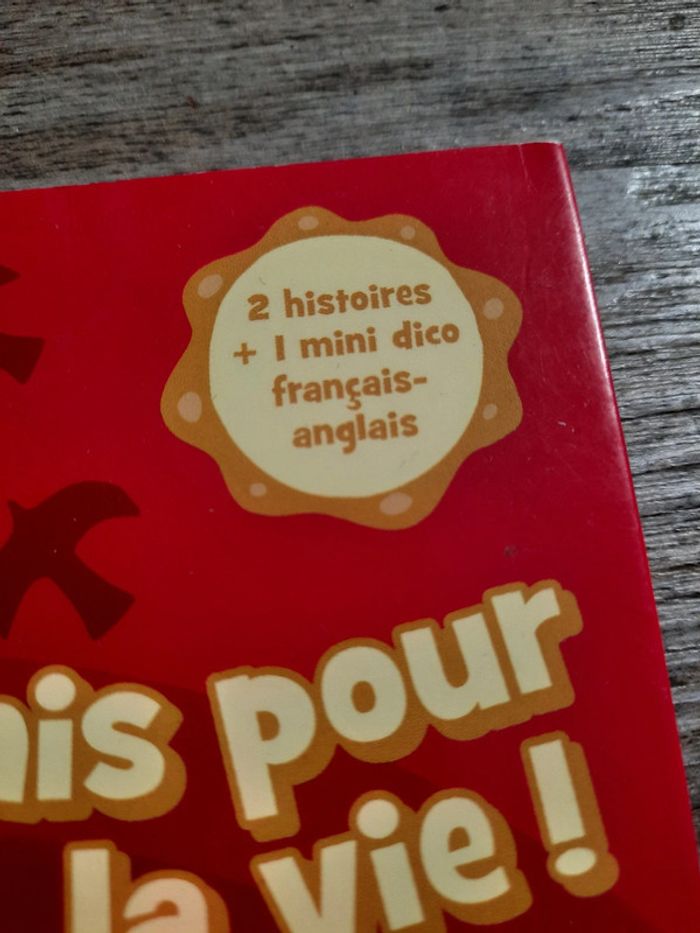 2 histoires
+ 1 mini dico
français-
anglais
pour
la vie !